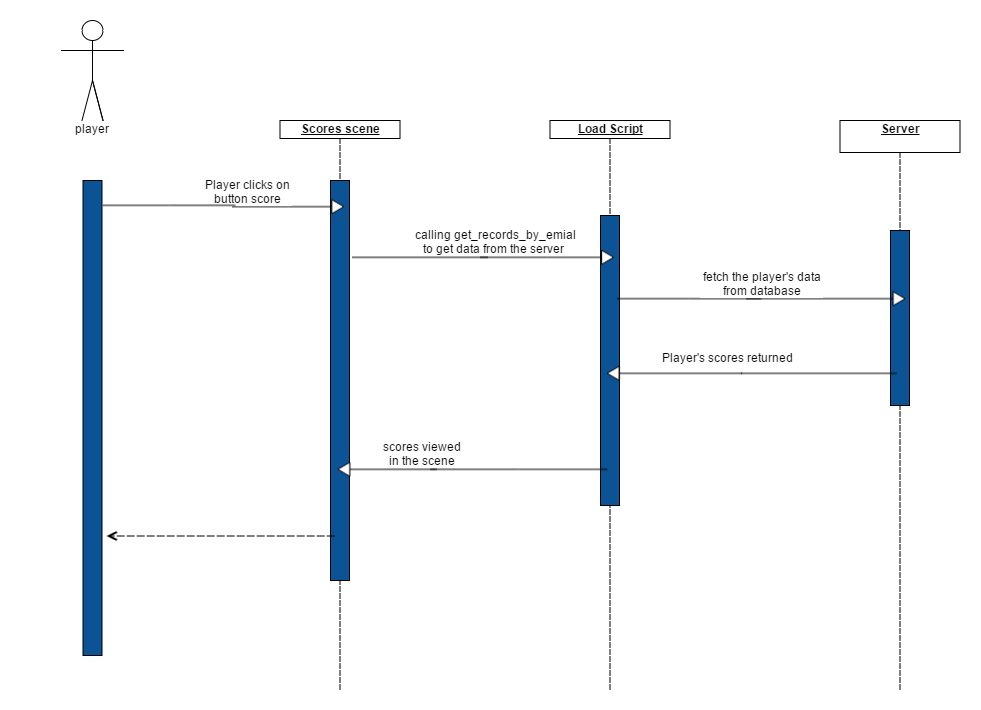 player
Scores scene
Load Script
Server
Player clicks on
button score
calling get_records_by_emial
to get data from the server
fetch the player's data
from database
Player's scores returned
scores viewed
in the scene